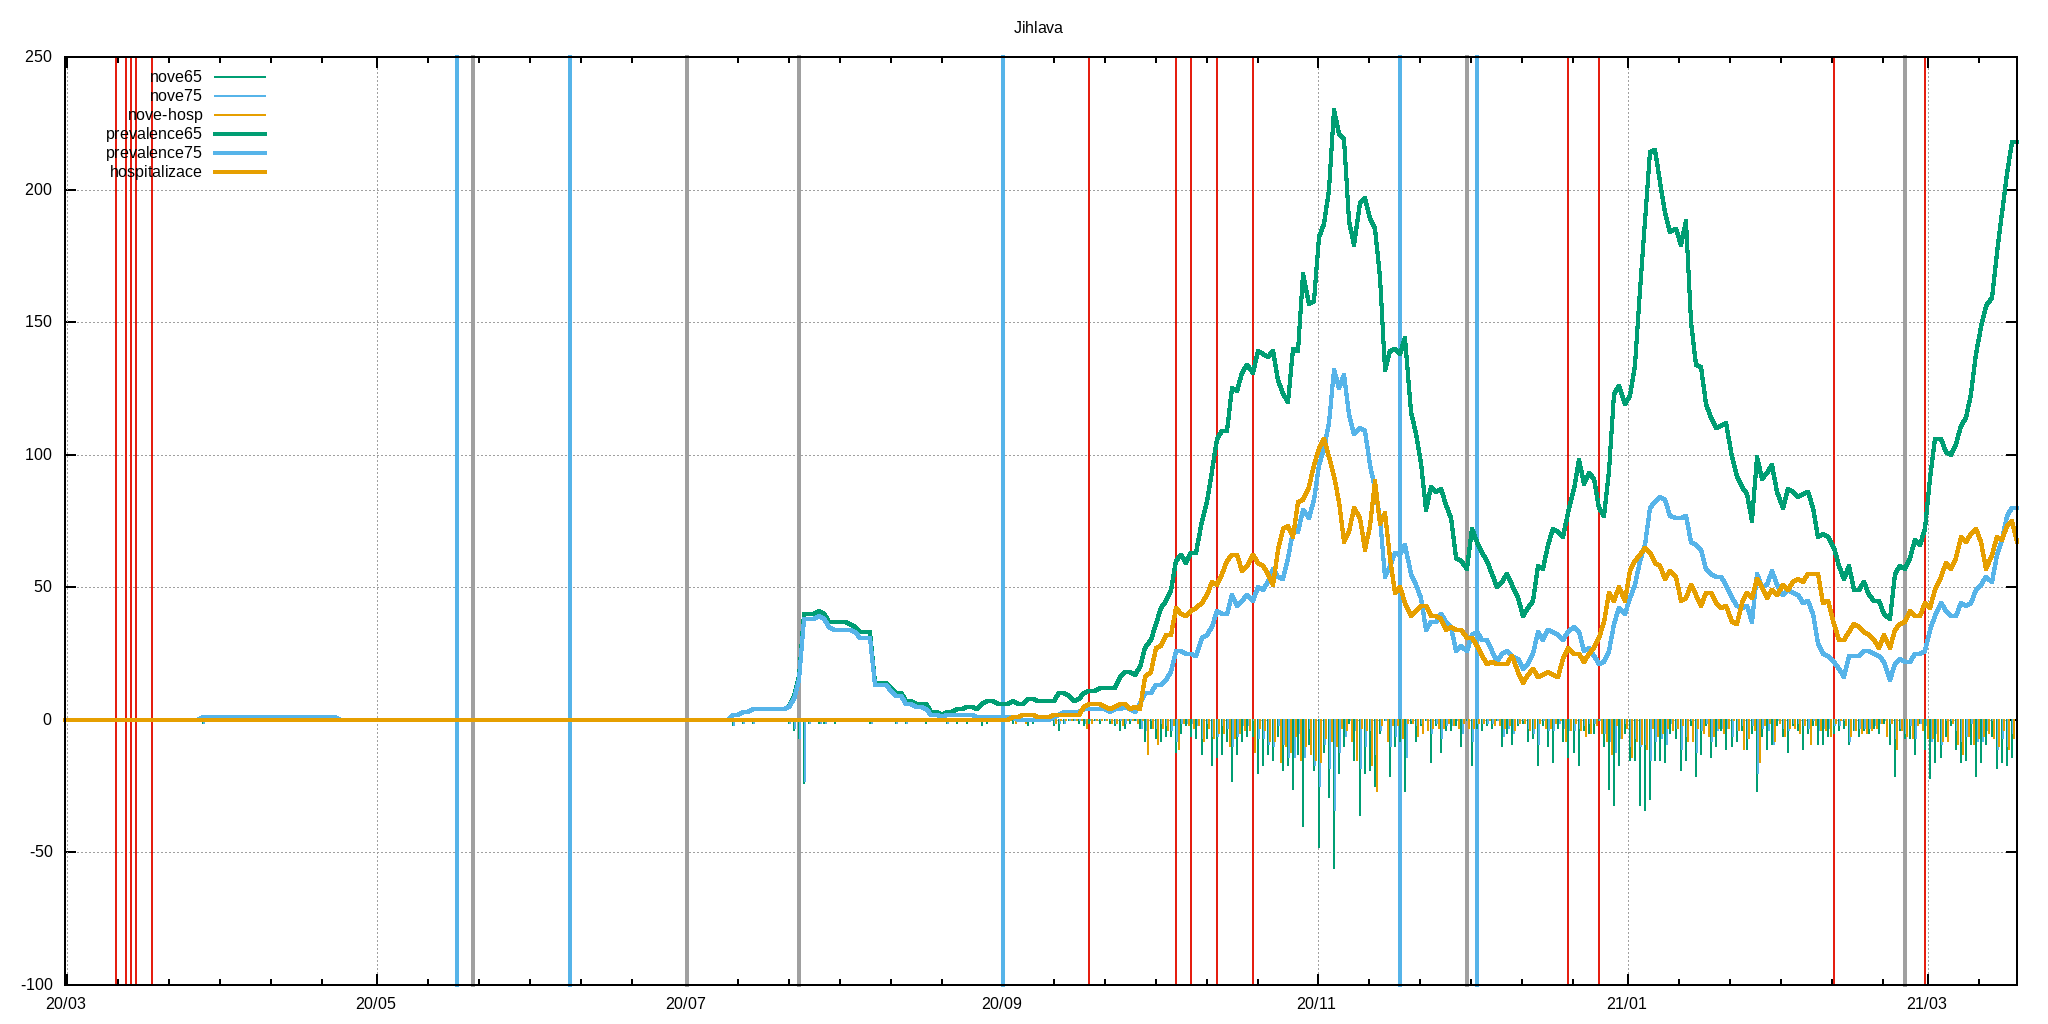 Jihlava
250
200
150
100
50
0
-50
-100
nove65
nove75
nove-hosp
prevalence65
prevalence75
hospitalizace
20/03 20/05 20/07 20/09 20/11 21/01 21/03